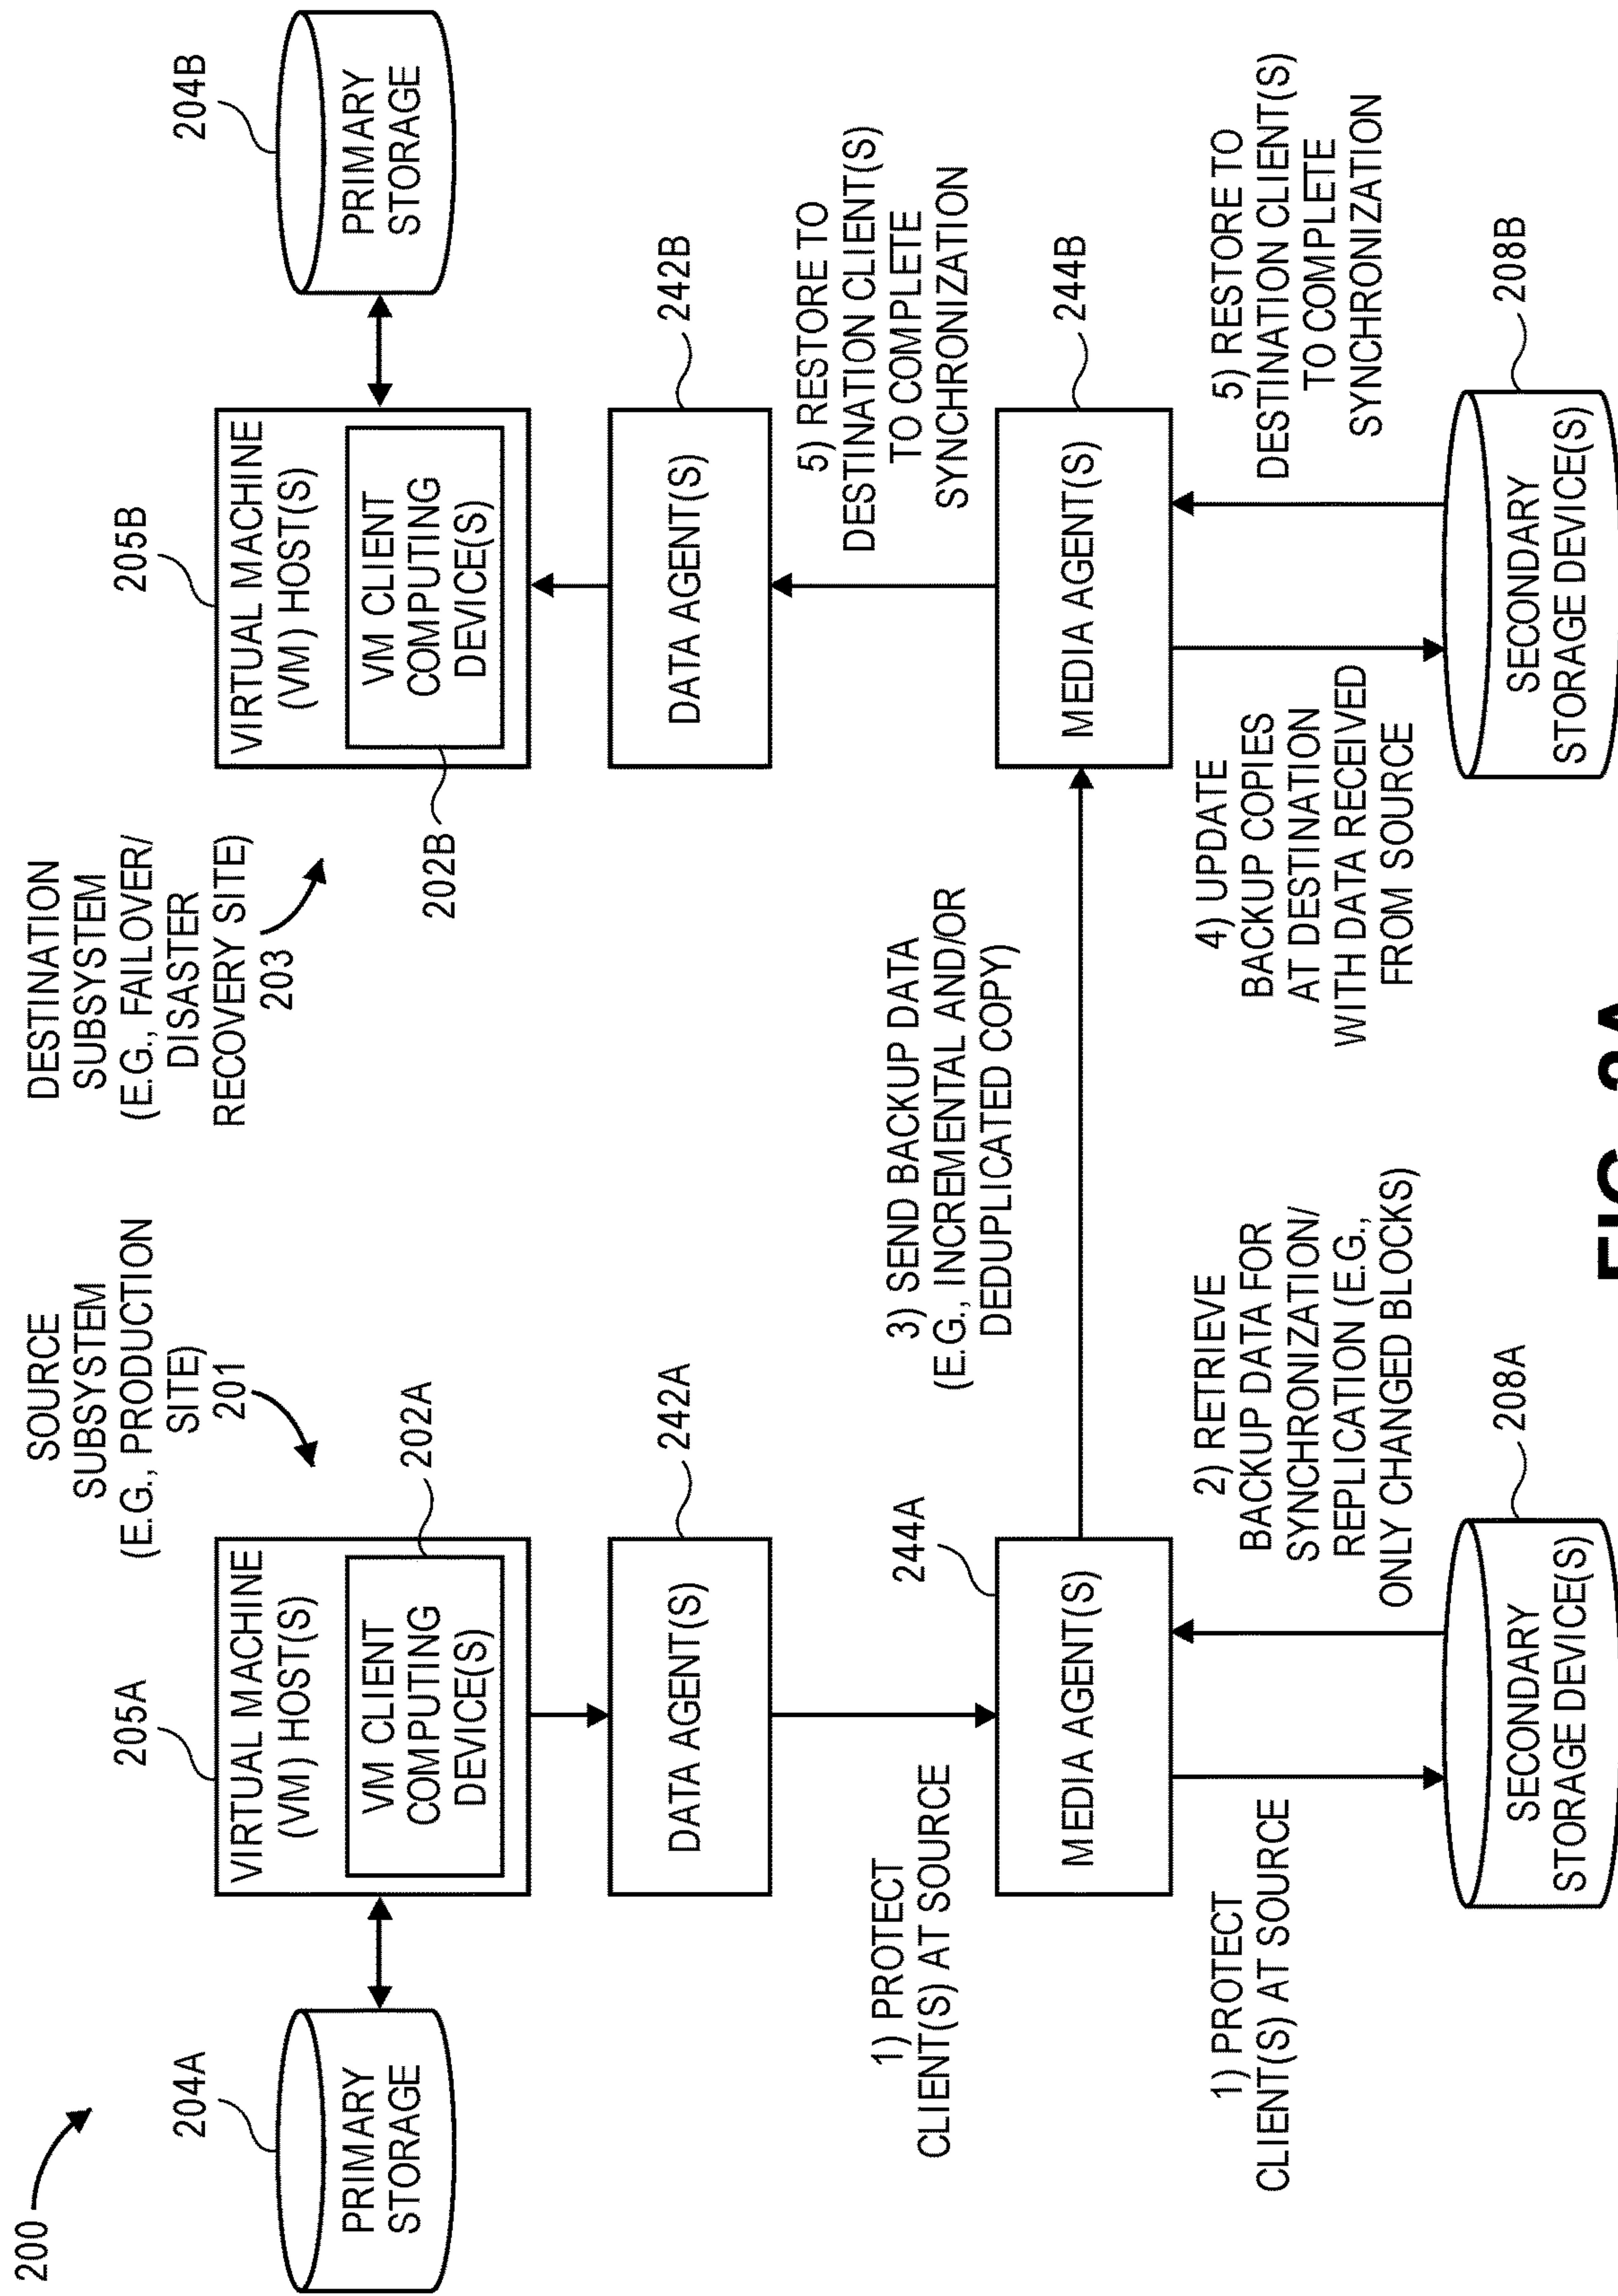 200
SOURCE
SUBSYSTEM
(E.G., PRODUCTION
SITE)
201
DESTINATION
SUBSYSTEM
(E.G., FAILOVER/
DISASTER
RECOVERY SITE)
203
204A
PRIMARY
STORAGE
205A
VIRTUAL MACHINE
(VM) HOST(S)
VM CLIENT
COMPUTING
DEVICE(S)
202A
205B
VIRTUAL MACHINE
(VM) HOST(S)
VM CLIENT
COMPUTING
DEVICE(S)
202B
204B
PRIMARY
STORAGE
DATA AGENT(S)
242A
DATA AGENT(S)
242B
1) PROTECT
CLIENT(S) AT SOURCE
244A
3) SEND BACKUP DATA
(E.G., INCREMENTAL AND/OR
DEDUPLICATED COPY)
5) RESTORE TO
DESTINATION CLIENT(S)
TO COMPLETE
SYNCHRONIZATION
MEDIA AGENT(S)
MEDIA AGENT(S)
244B
1) PROTECT
CLIENT(S) AT SOURCE
2) RETRIEVE
BACKUP DATA FOR
SYNCHRONIZATION/
REPLICATION (E.G.,
ONLY CHANGED BLOCKS)
4) UPDATE
BACKUP COPIES
AT DESTINATION
WITH DATA RECEIVED
FROM SOURCE
5) RESTORE TO
DESTINATION CLIENT(S)
TO COMPLETE
SYNCHRONIZATION
SECONDARY
STORAGE DEVICE(S)
208A
SECONDARY
STORAGE DEVICE(S)
208B